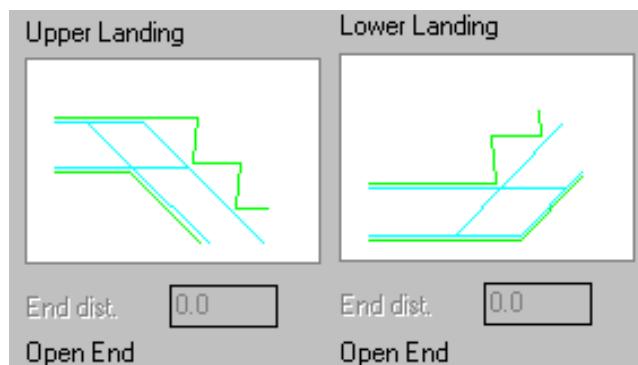 Upper Landing
Lower Landing
End dist. 0.0
End dist. 0.0
Open End
Open End